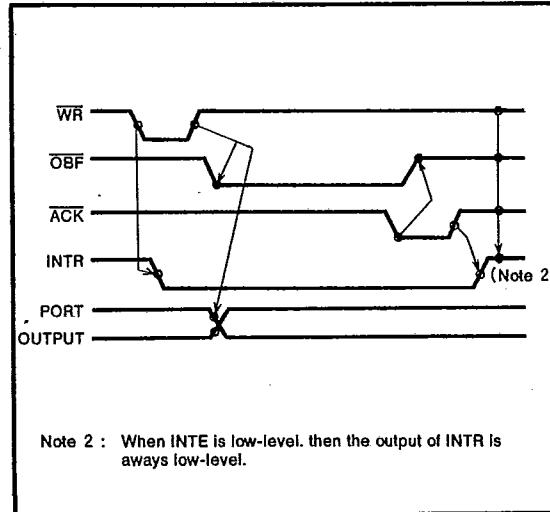 WR
OBF
ACK
INTR
(Note 2
PORT
OUTPUT
Note 2 : When INTE is low-level. then the output of INTR is
aways low-level.